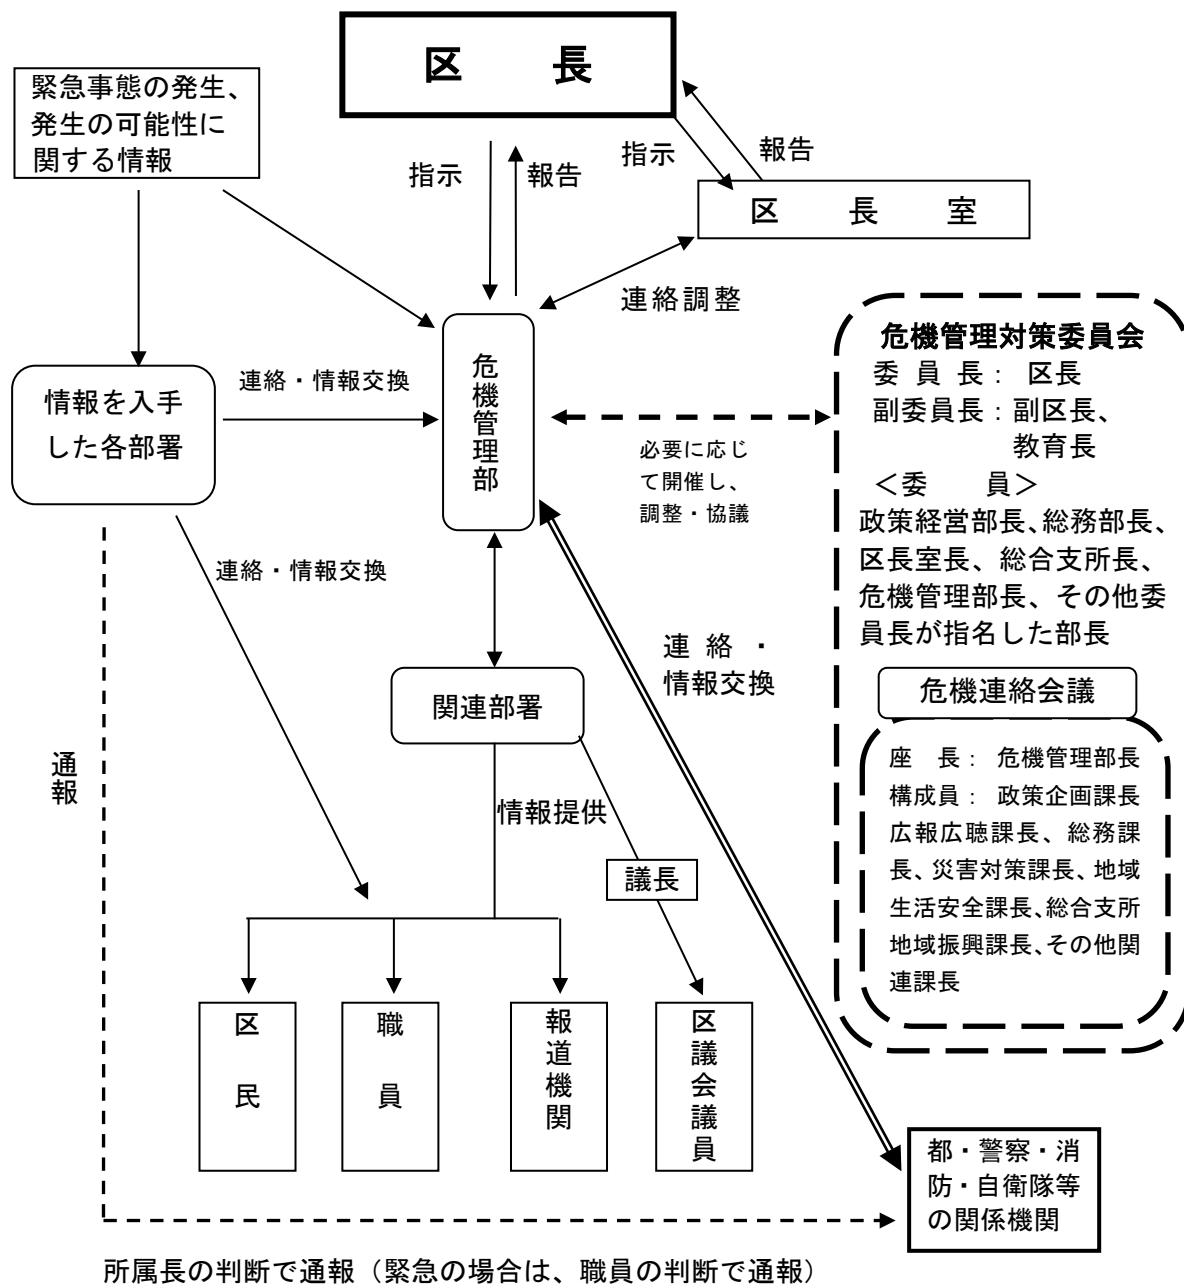 区　　長
緊急事態の発生、
発生の可能性に
関する情報
指示
報告
指示
報告
区　　長　　室
連絡調整
危機管理部
情報を入手
した各部署
連絡・情報交換
必要に応じ
て開催し、
調整・協議
危機管理対策委員会
委 員 長： 区長
副委員長：副区長、
教育長
＜委　　員＞
政策経営部長、総務部長、
区長室長、総合支所長、
危機管理部長、その他委
員長が指名した部長
連絡・情報交換
連 絡 ・
情報交換
関連部署
危機連絡会議
座　長： 危機管理部長
構成員： 政策企画課長
広報広聴課長、総務課
長、災害対策課長、地域
生活安全課長、総合支所
地域振興課長、その他関
連課長
通報
情報提供
議長
区　民
職　員
報道機関
区議会議員
都・警察・消
防・自衛隊等
の関係機関
所属長の判断で通報（緊急の場合は、職員の判断で通報）